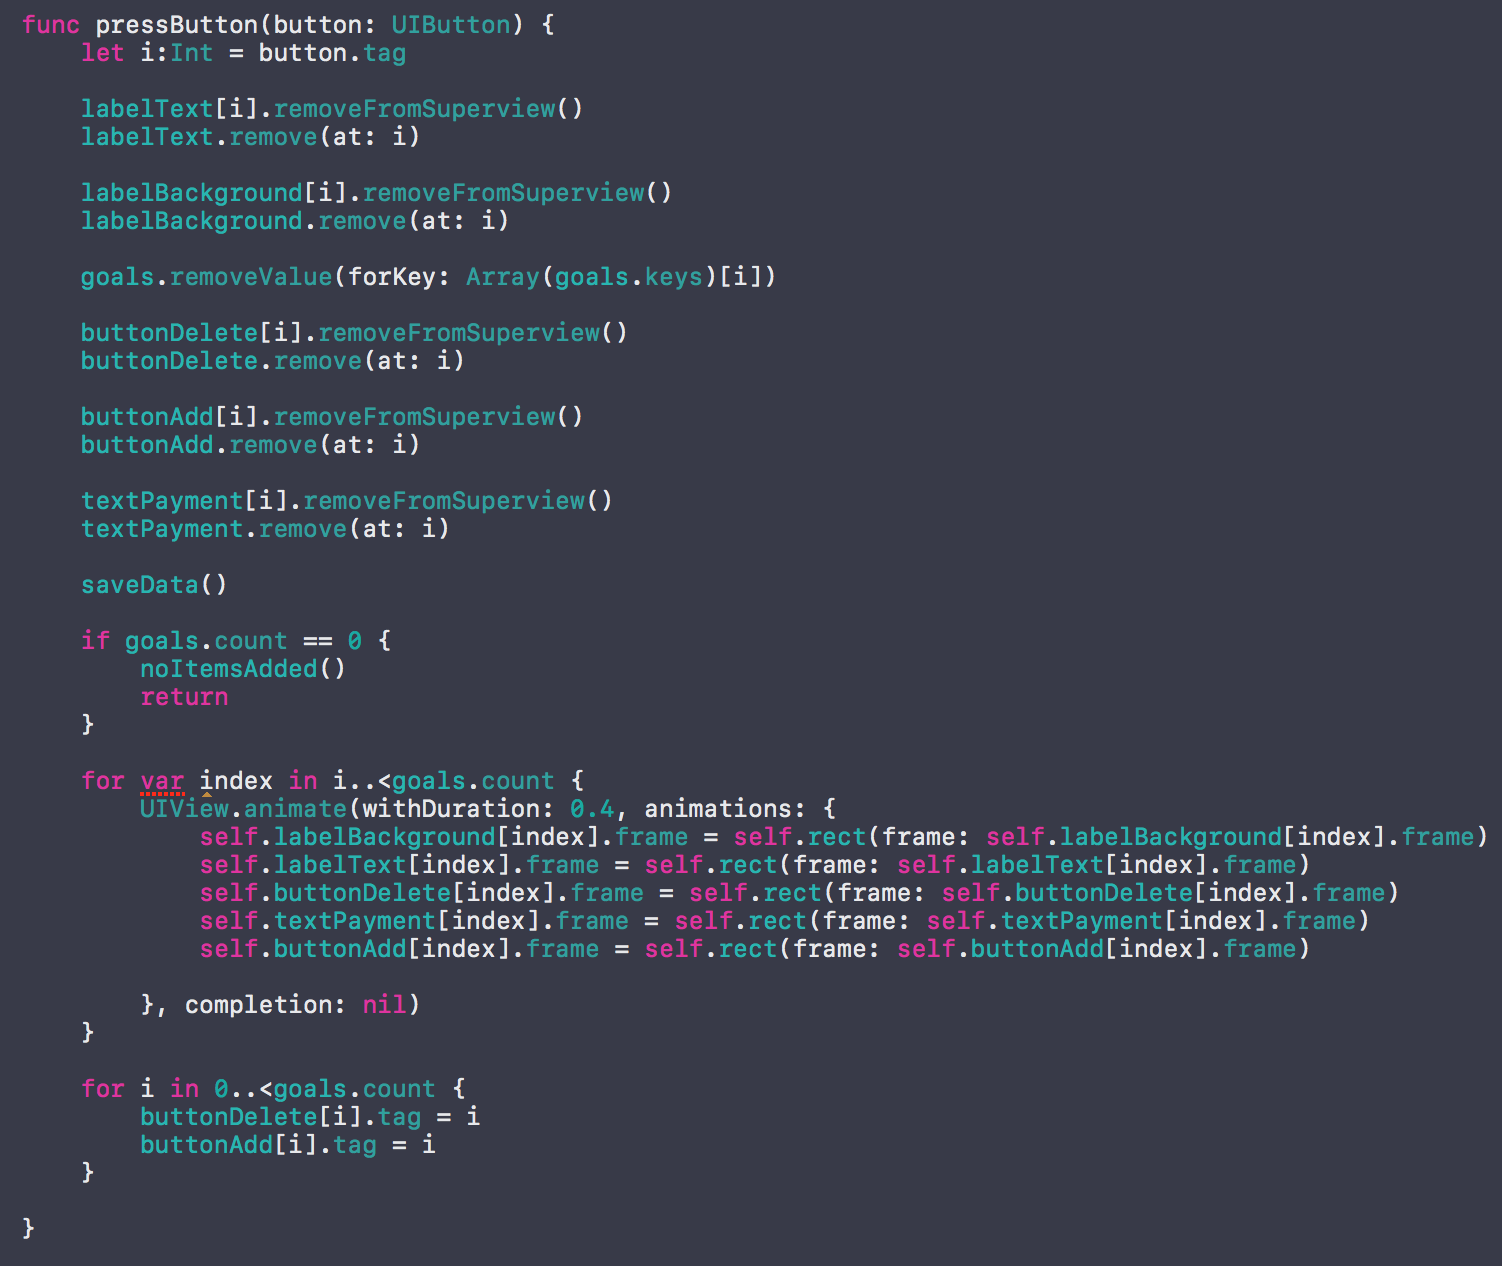 func pressButton(button: UIButton) {
    let i:Int = button.tag

    labelText[i].removeFromSuperview()
    labelText.remove(at: i)

    labelBackground[i].removeFromSuperview()
    labelBackground.remove(at: i)

    goals.removeValue(forKey: Array(goals.keys)[i])

    buttonDelete[i].removeFromSuperview()
    buttonDelete.remove(at: i)

    buttonAdd[i].removeFromSuperview()
    buttonAdd.remove(at: i)

    textPayment[i].removeFromSuperview()
    textPayment.remove(at: i)

    saveData()

    if goals.count == 0 {
        noItemsAdded()
        return
    }

    for var index in i..<goals.count {
        UIView.animate(withDuration: 0.4, animations: {
            self.labelBackground[index].frame = self.rect(frame: self.labelBackground[index].frame)
            self.labelText[index].frame = self.rect(frame: self.labelText[index].frame)
            self.buttonDelete[index].frame = self.rect(frame: self.buttonDelete[index].frame)
            self.textPayment[index].frame = self.rect(frame: self.textPayment[index].frame)
            self.buttonAdd[index].frame = self.rect(frame: self.buttonAdd[index].frame)

        }, completion: nil)
    }

    for i in 0..<goals.count {
        buttonDelete[i].tag = i
        buttonAdd[i].tag = i
    }

}